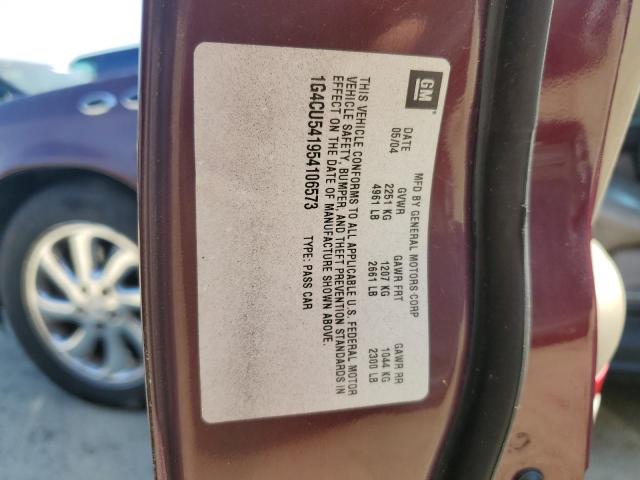 GM
MFD BY GENERAL MOTORS CORP
DATE GVWR GAWR FRT GAWR RR
05/04 2251 KG 1207 KG 1044 KG
4961 LB 2661 LB 2300 LB
THIS VEHICLE CONFORMS TO ALL APPLICABLE U.S. FEDERAL MOTOR
VEHICLE SAFETY, BUMPER, AND THEFT PREVENTION STANDARDS IN
EFFECT ON THE DATE OF MANUFACTURE SHOWN ABOVE.
1G4CU541954106573 TYPE: PASS CAR